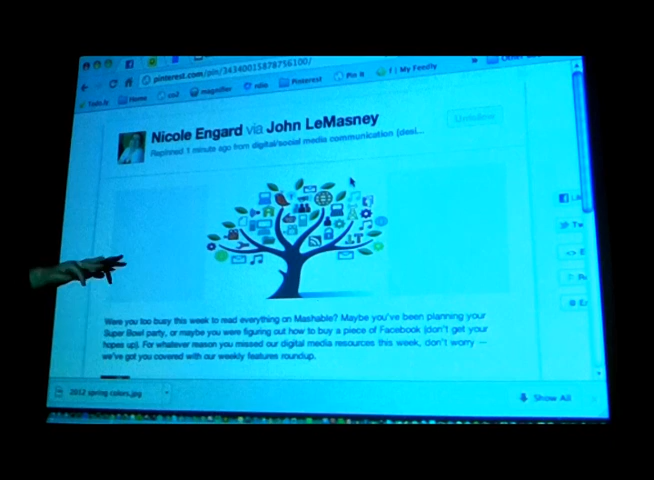 pinterest.com/pin/34340015878756100/
Home
co2
magnifier
Pinterest
Pin It
My Feedly
Nicole Engard via John LeMasney
Unfollow
Repinned 1 minute ago from digital/social media communication (desi...
Were you too busy this week to read everything on Mashable? Maybe you've been planning your
Super Bowl party, or maybe you were figuring out how to buy a piece of Facebook (don't get your
hopes up). For whatever reason you missed our digital media resources this week, don't worry —
we've got you covered with our weekly features roundup.
2012 spring colors.jpg
Show All